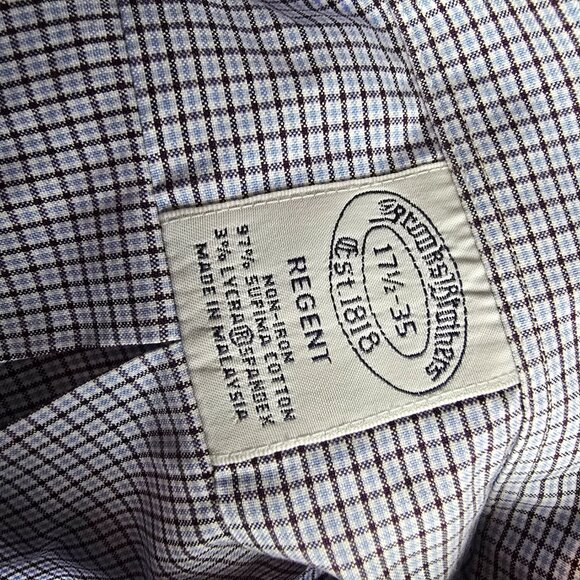 Brooks Brothers
17½-35
Est. 1818
REGENT
NON-IRON
97% SUPIMA COTTON
3% LYCRA® SPANDEX
MADE IN MALAYSIA